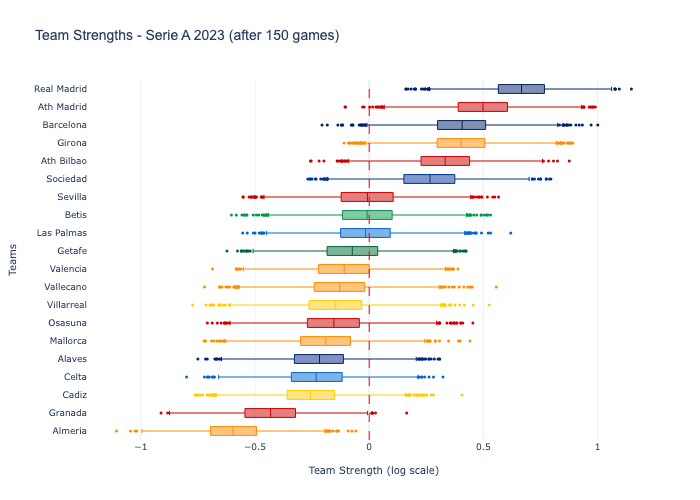 Team Strengths - Serie A 2023 (after 150 games)
Real Madrid
Ath Madrid
Barcelona
Girona
Ath Bilbao
Sociedad
Sevilla
Betis
Las Palmas
Getafe
Valencia
Vallecano
Villarreal
Osasuna
Mallorca
Alaves
Celta
Cadiz
Granada
Almeria
Teams
−1
−0.5
0
0.5
1
Team Strength (log scale)